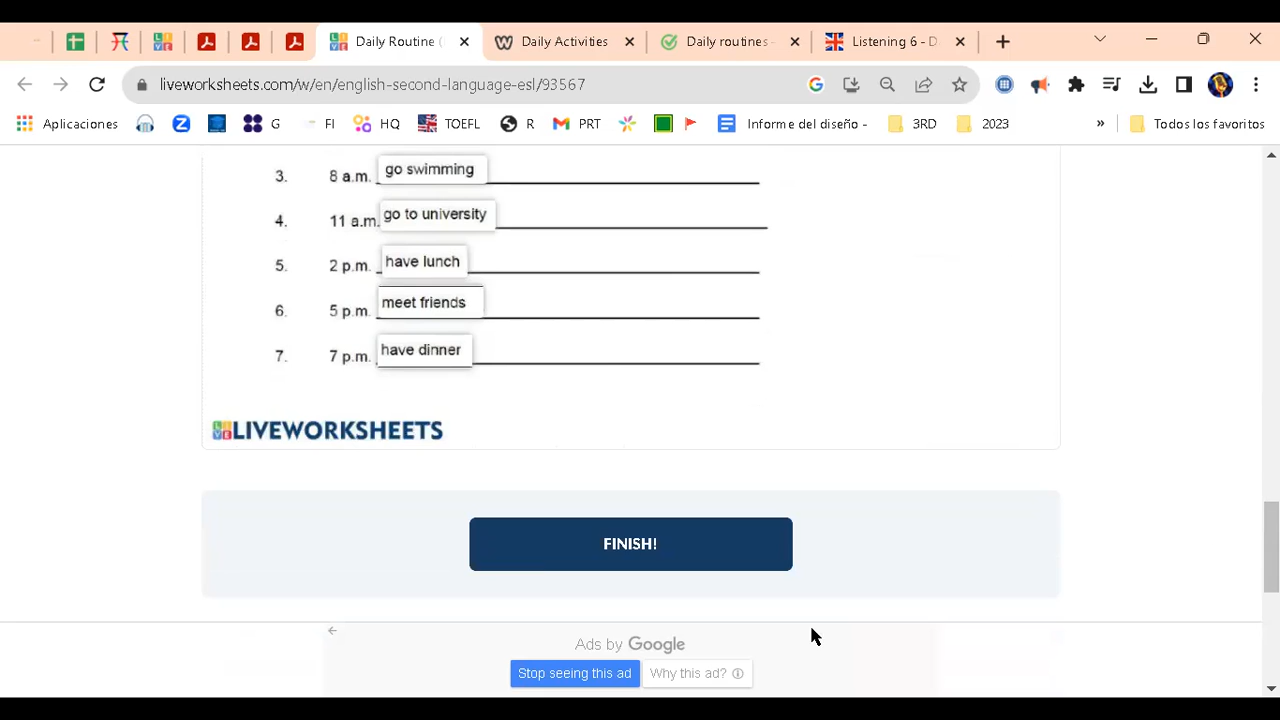 Daily Routine (
Daily Activities
Daily routines -
Listening 6 - D
liveworksheets.com/w/en/english-second-language-esl/93567
Aplicaciones G FI HQ TOEFL R PRT Informe del diseño - 3RD 2023 » Todos los favoritos
3. 8 a.m. go swimming
4. 11 a.m. go to university
5. 2 p.m. have lunch
6. 5 p.m. meet friends
7. 7 p.m. have dinner
LIVEWORKSHEETS
FINISH!
Ads by Google
Stop seeing this ad Why this ad?